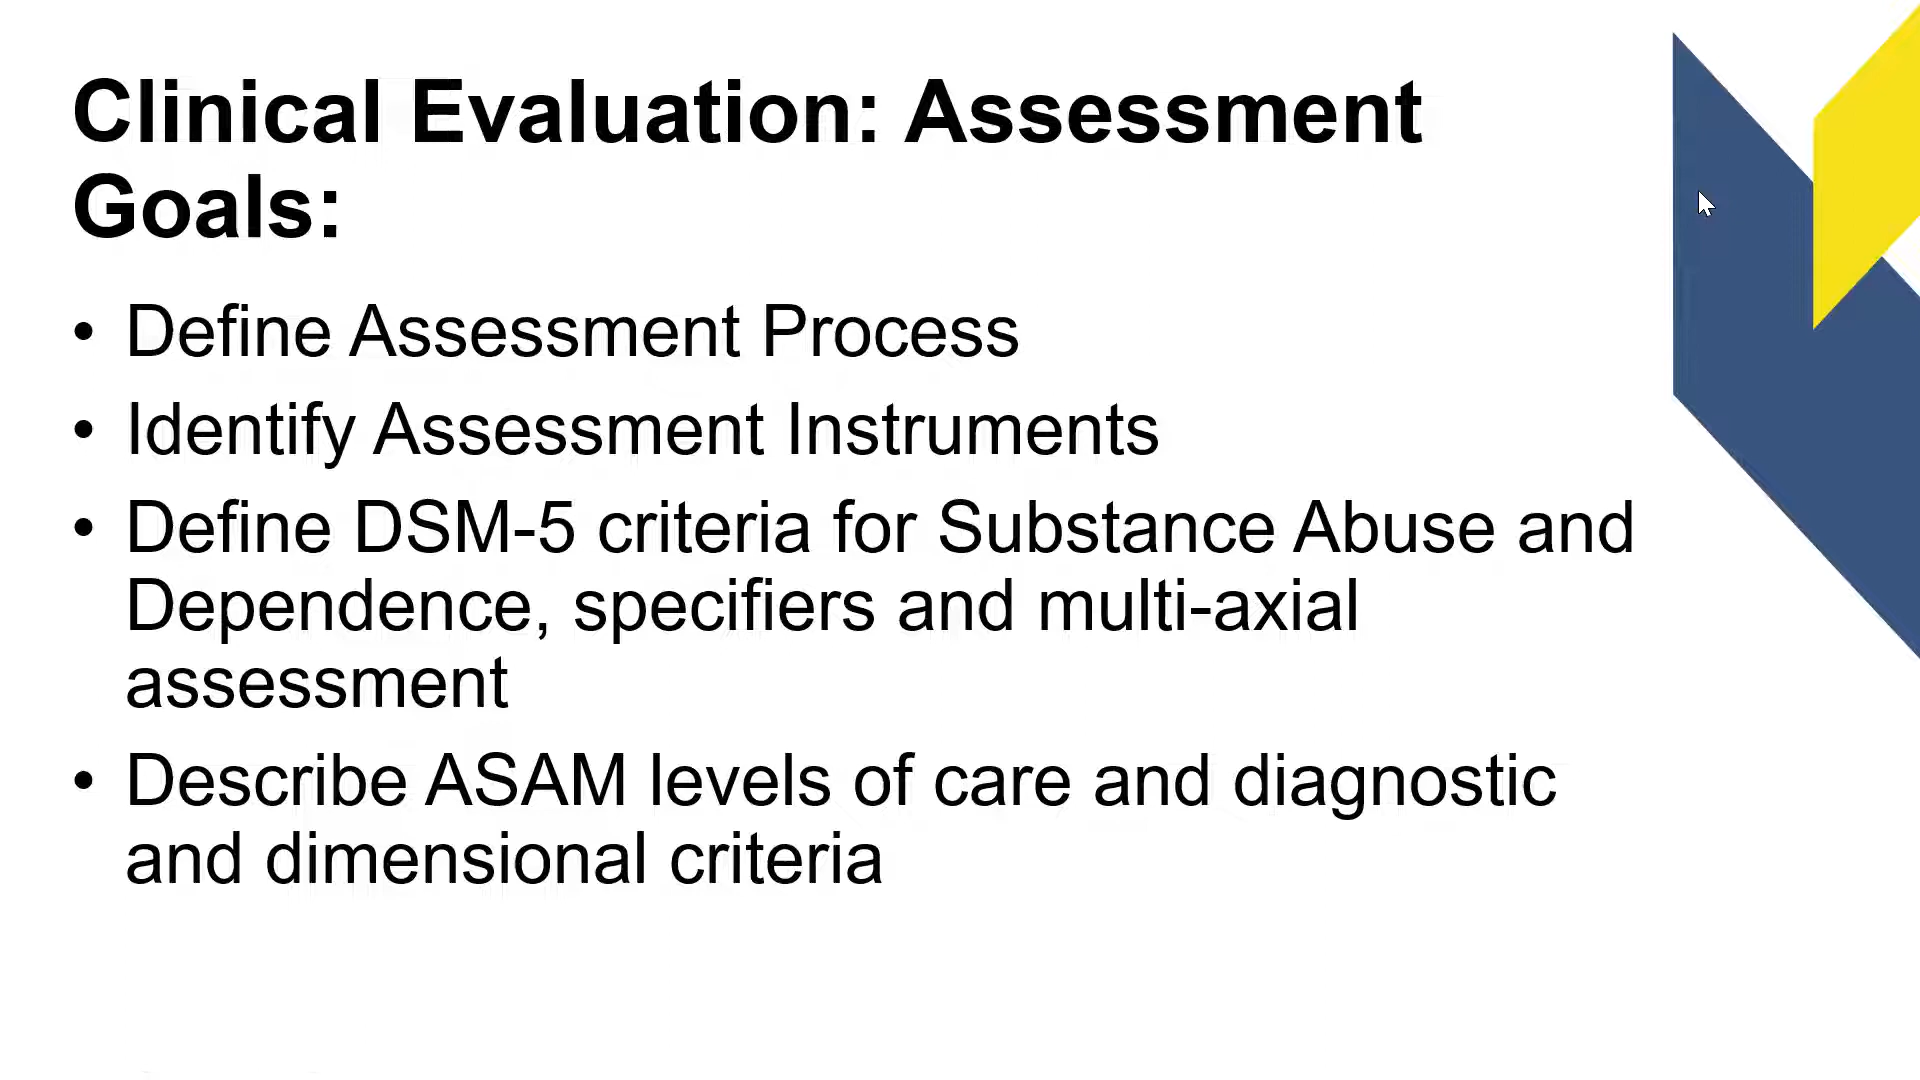 Clinical Evaluation: Assessment
Goals:
• Define Assessment Process
• Identify Assessment Instruments
• Define DSM-5 criteria for Substance Abuse and
Dependence, specifiers and multi-axial
assessment
• Describe ASAM levels of care and diagnostic
and dimensional criteria